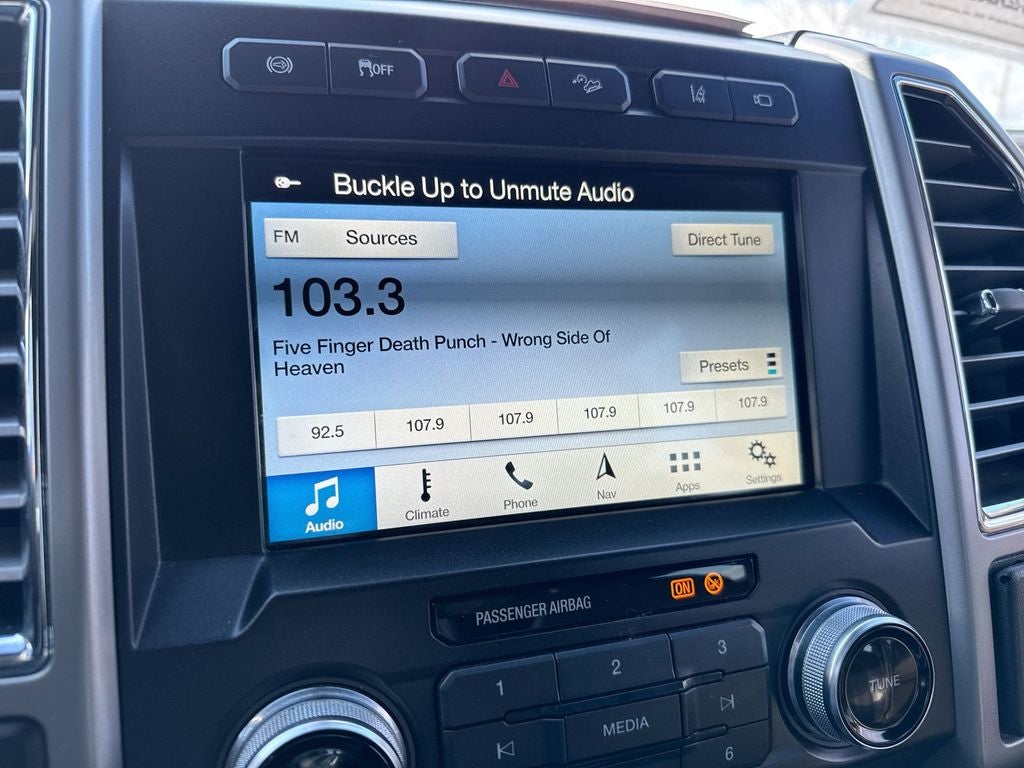 OFF
Buckle Up to Unmute Audio
FM Sources Direct Tune
103.3
Five Finger Death Punch - Wrong Side Of
Heaven
Presets
92.5 107.9 107.9 107.9 107.9 107.9
Audio Climate Phone Nav Apps Settings
PASSENGER AIRBAG ON
1 2 3
MEDIA
6
TUNE